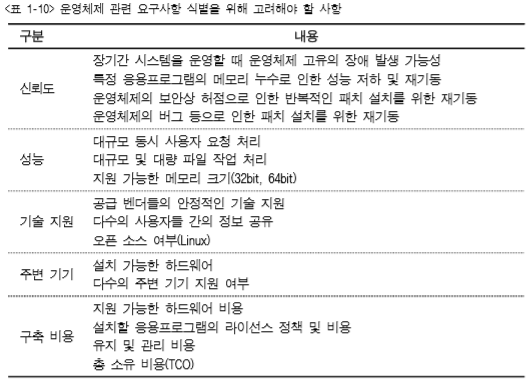 <표 1-10> 운영체제 관련 요구사항 식별을 위해 고려해야 할 사항
구분 내용
신뢰도
장기간 시스템을 운영할 때 운영체제 고유의 장애 발생 가능성
특정 응용프로그램의 메모리 누수로 인한 성능 저하 및 재기동
운영체제의 보안상 허점으로 인한 반복적인 패치 설치를 위한 재기동
운영체제의 버그 등으로 인한 패치 설치를 위한 재기동
성능
대규모 동시 사용자 요청 처리
대규모 및 대량 파일 작업 처리
지원 가능한 메모리 크기(32bit, 64bit)
기술 지원
공급 벤더들의 안정적인 기술 지원
다수의 사용자들 간의 정보 공유
오픈 소스 여부(Linux)
주변 기기
설치 가능한 하드웨어
다수의 주변 기기 지원 여부
구축 비용
지원 가능한 하드웨어 비용
설치할 응용프로그램의 라이선스 정책 및 비용
유지 및 관리 비용
총 소유 비용(TCO)